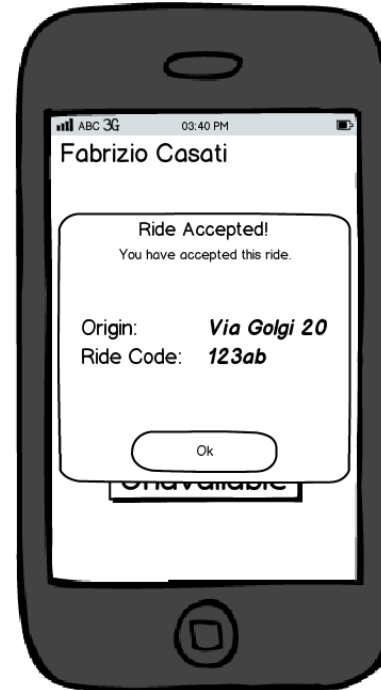 ABC 3G 03:40 PM
Fabrizio Casati
Ride Accepted!
You have accepted this ride.
Origin: Via Golgi 20
Ride Code: 123ab
Ok
Unavailable